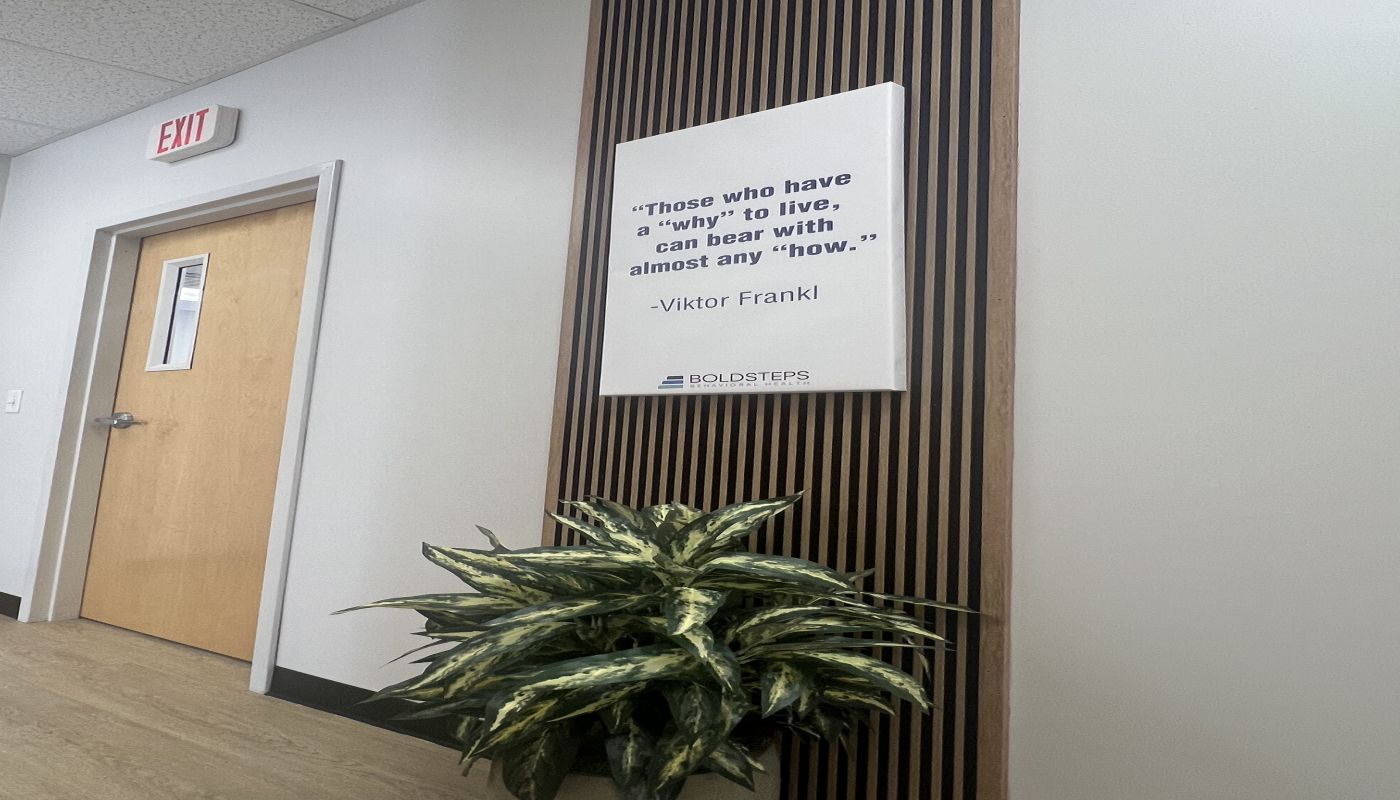 EXIT
“Those who have
a “why” to live,
can bear with
almost any “how.”
-Viktor Frankl
BOLDSTEPS
BEHAVIORAL HEALTH